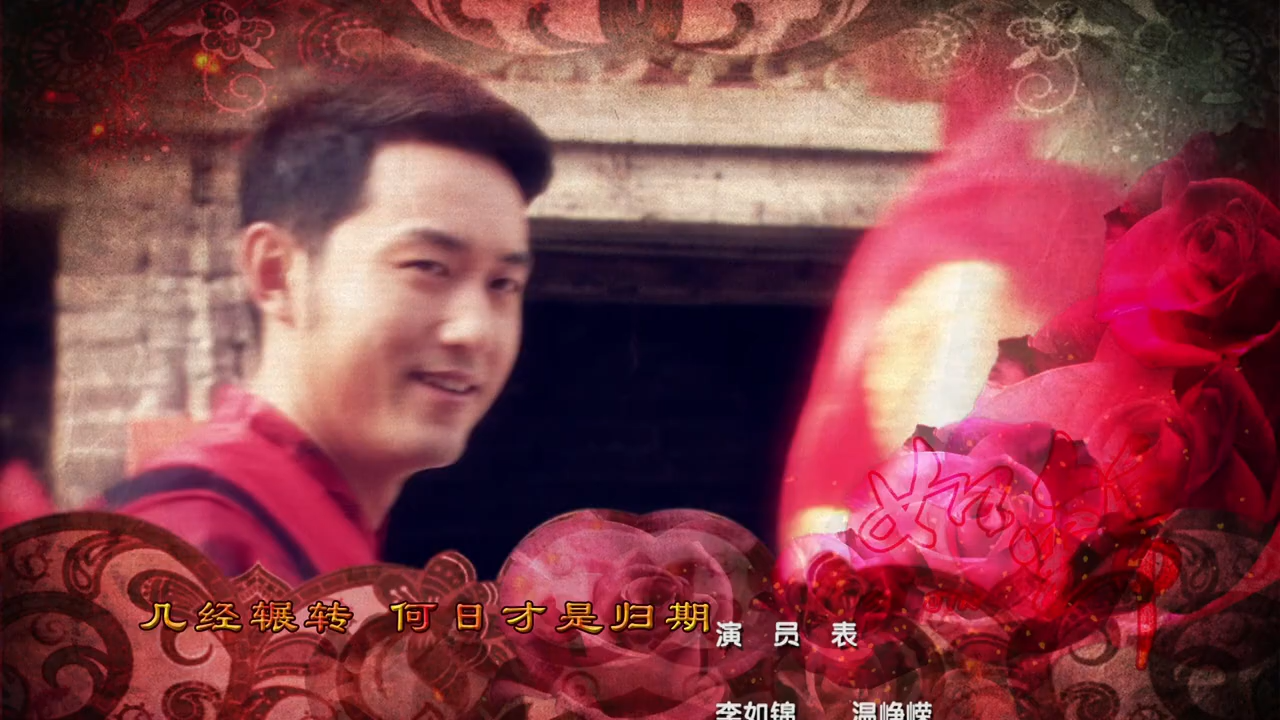 几经辗转 何日才是归期
演 员 表
李如锦 温峥嵘